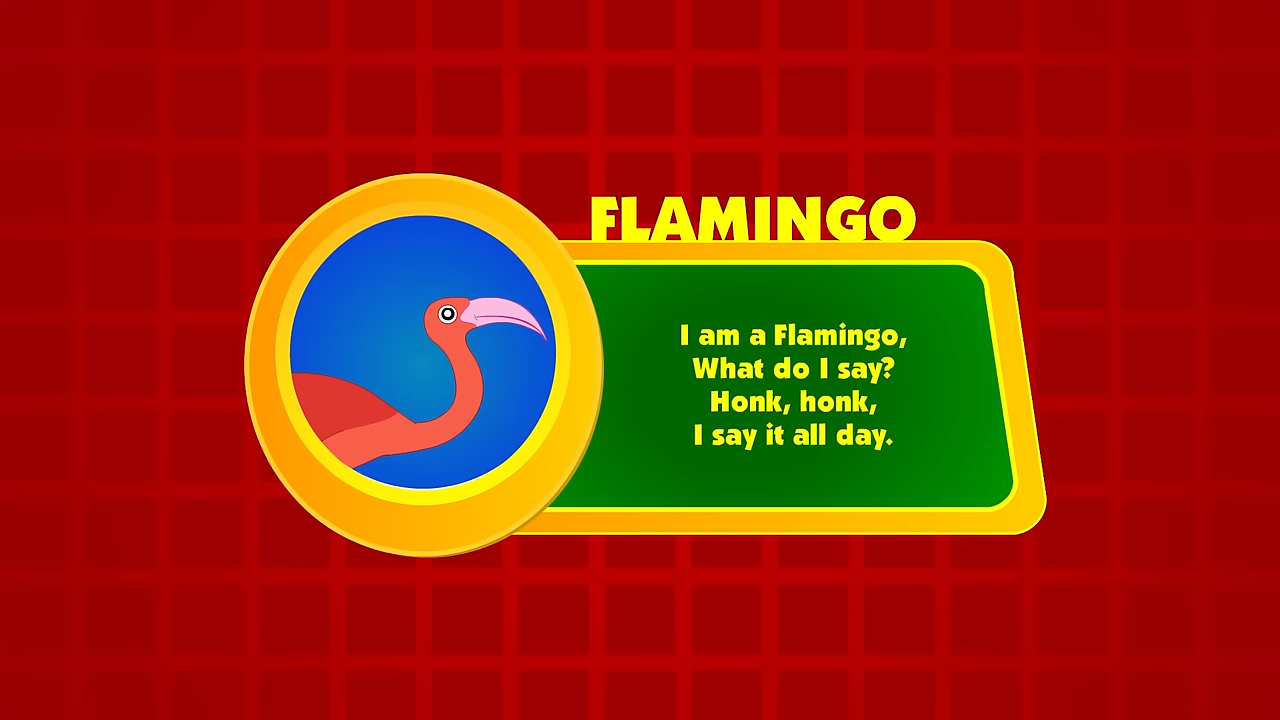 FLAMINGO
I am a Flamingo,
What do I say?
Honk, honk,
I say it all day.